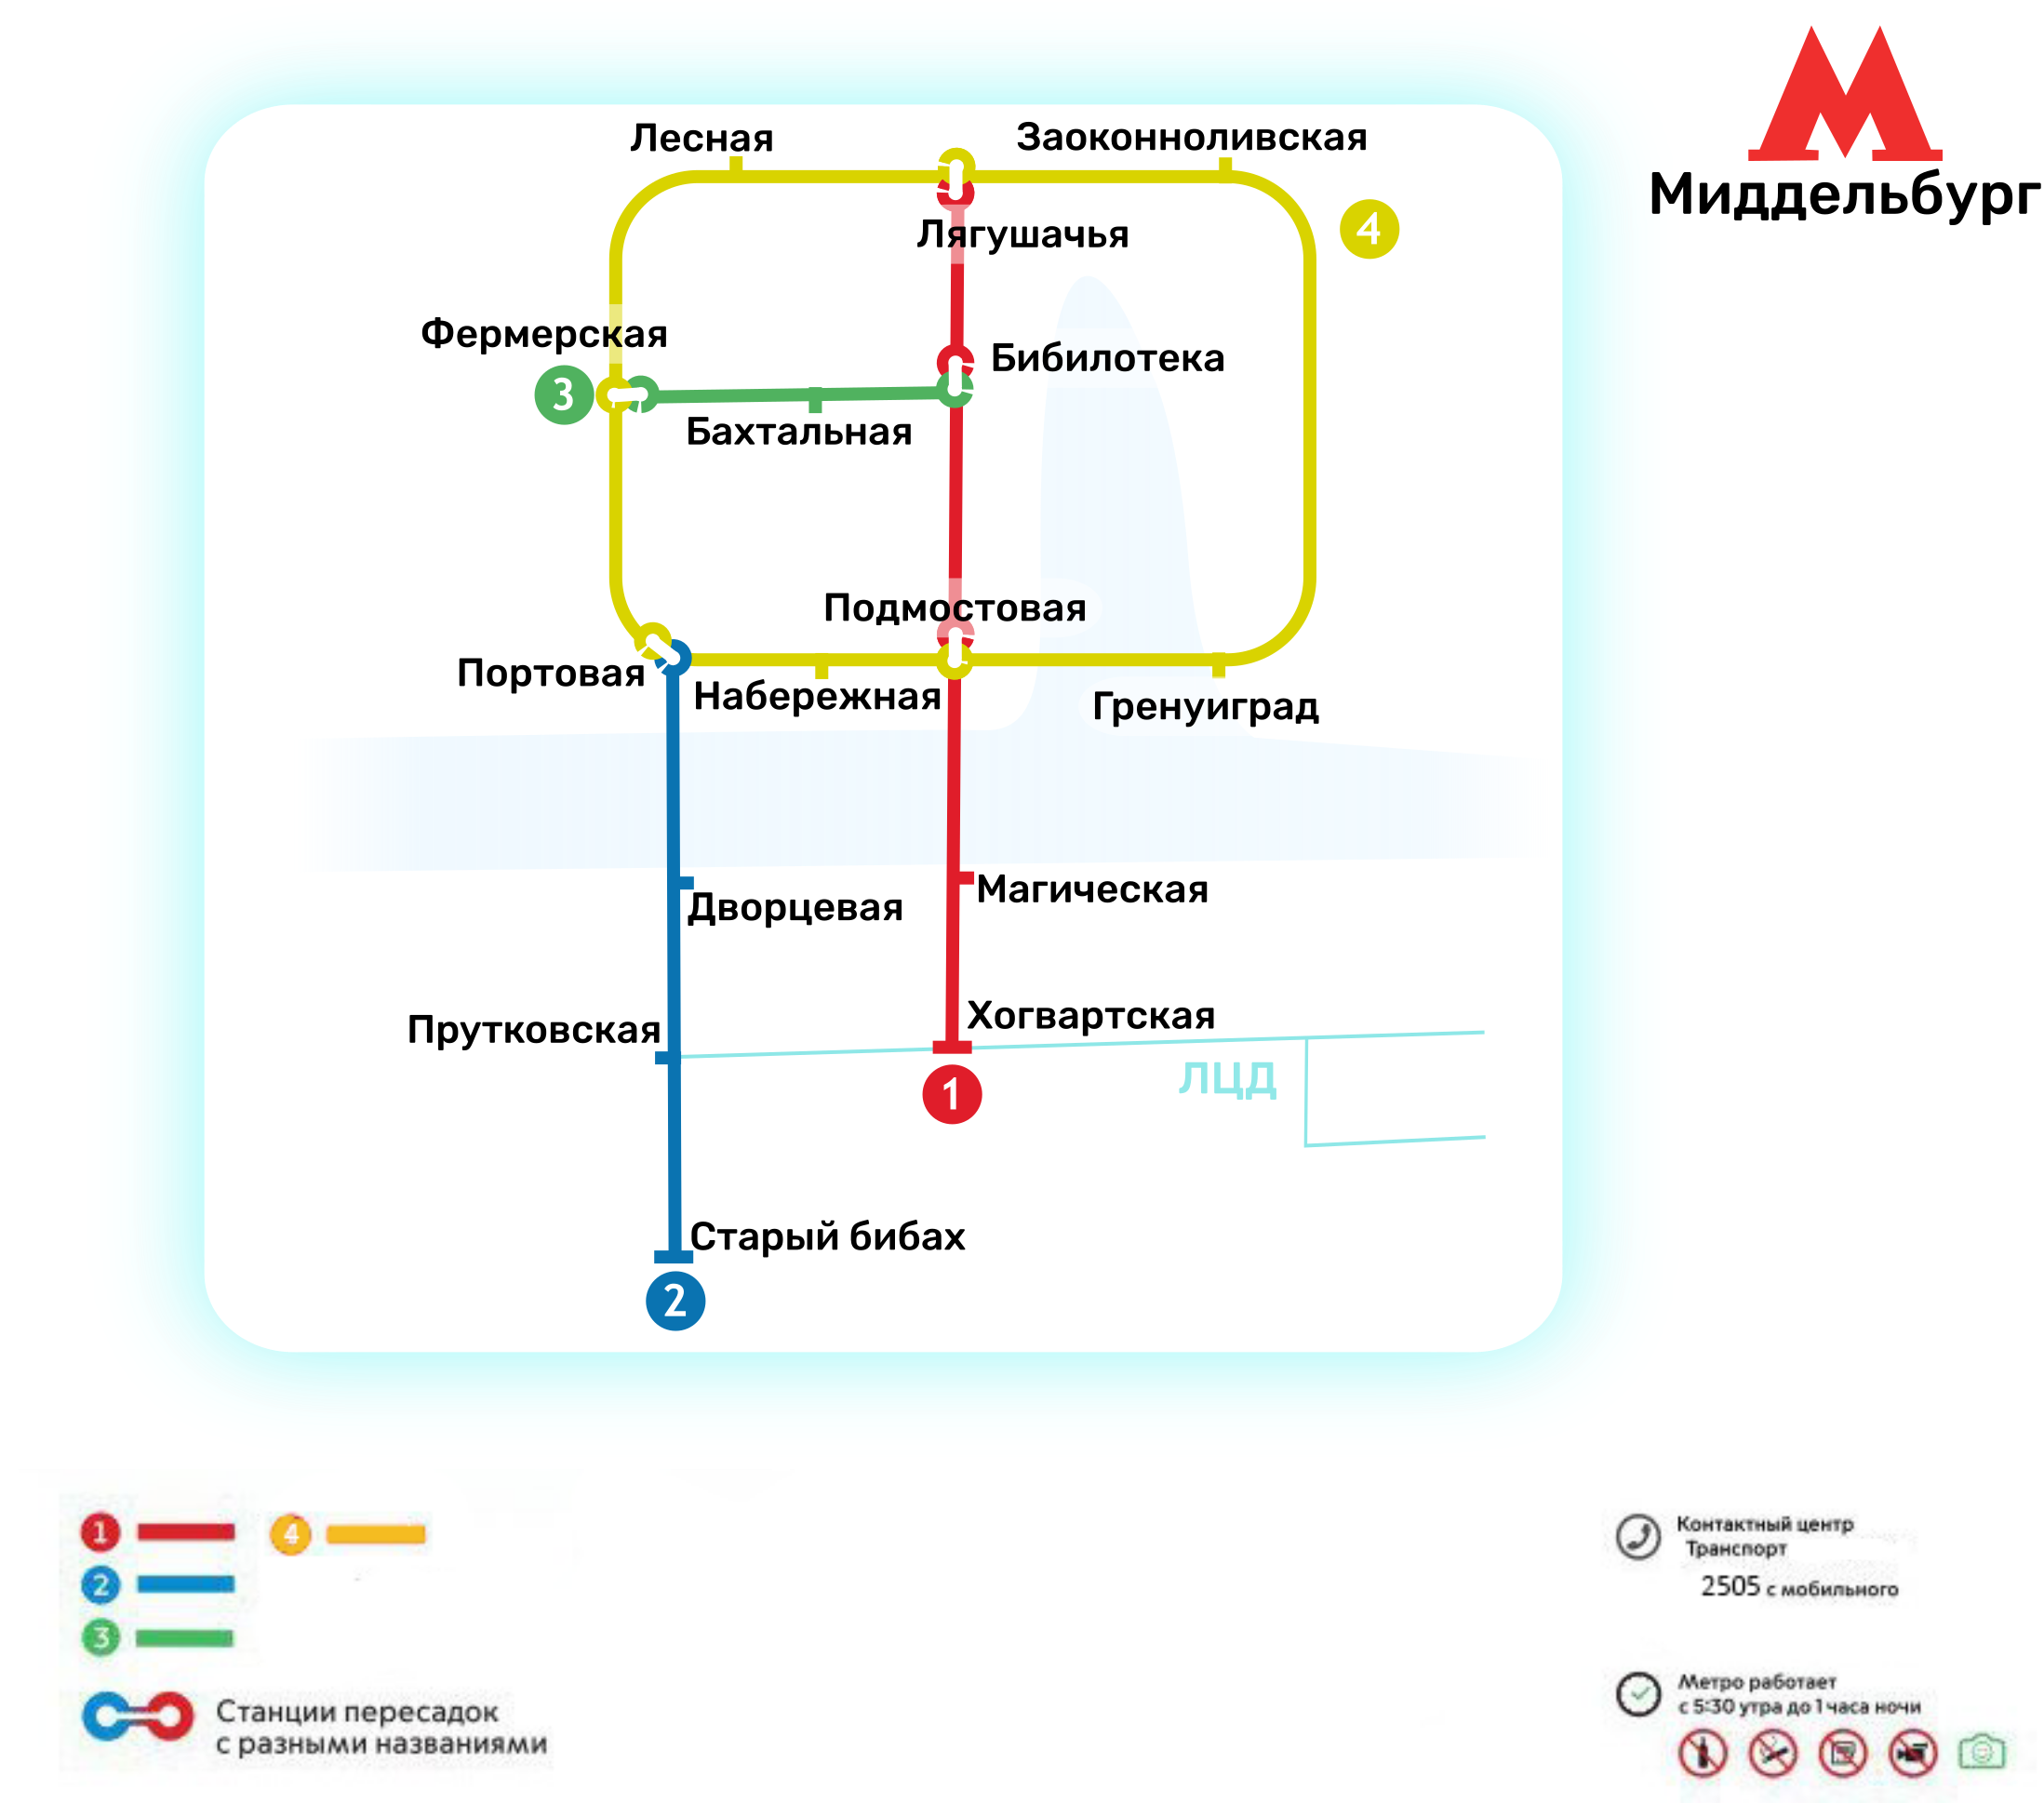 Миддельбург
Лесная
Заоконноливская
Лягушачья
4
Фермерская
Бибилотека
3
Бахтальная
Подмостовая
Портовая
Набережная
Гренуиград
Магическая
Дворцевая
Хогвартская
Прутковская
ЛЦД
1
Старый бибах
2
1
4
2
3
Станции пересадок
с разными названиями
Контактный центр
Транспорт
2505 с мобильного
Метро работает
с 5:30 утра до 1 часа ночи